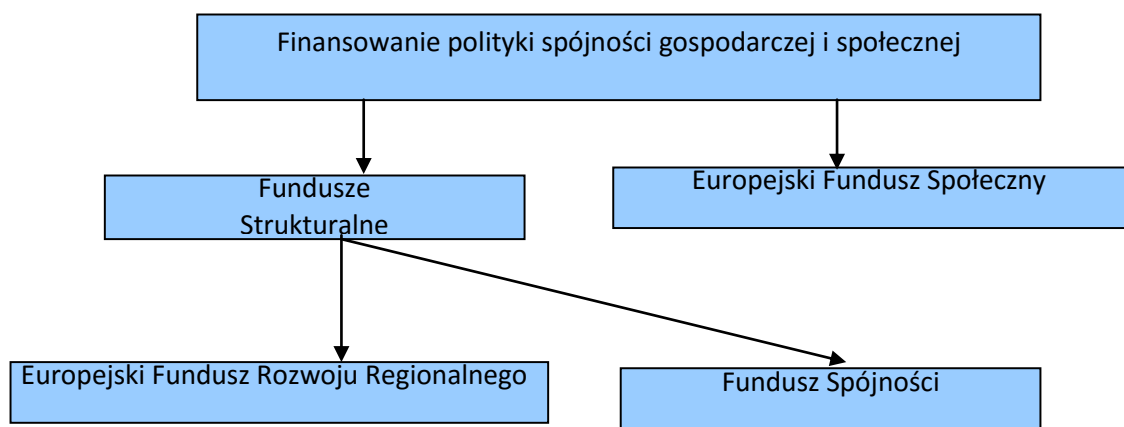 Finansowanie polityki spójności gospodarczej i społecznej
Fundusze
Strukturalne
Europejski Fundusz Społeczny
Europejski Fundusz Rozwoju Regionalnego
Fundusz Spójności